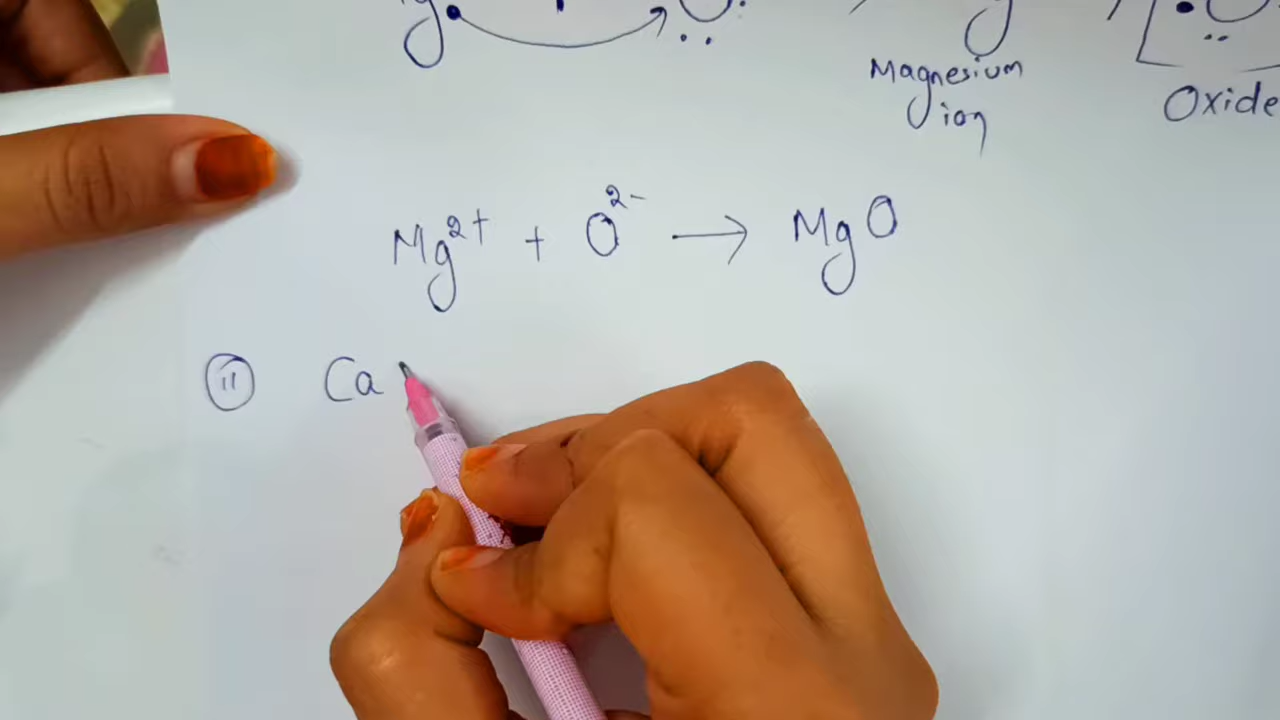 Magnesium
ion
Oxide
Mg²⁺ + O²⁻ → MgO
(ii) Ca